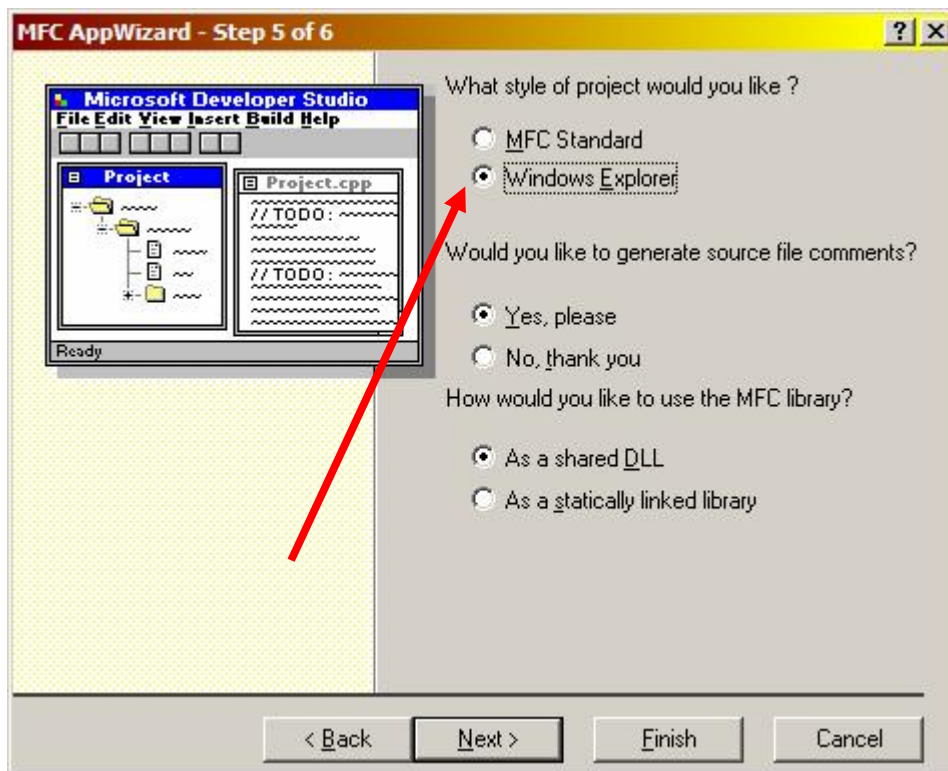 MFC AppWizard - Step 5 of 6
Microsoft Developer Studio
File Edit View Insert Build Help
Project
Project.cpp
// TODO:
// TODO:
Ready
What style of project would you like ?
MFC Standard
Windows Explorer
Would you like to generate source file comments?
Yes, please
No, thank you
How would you like to use the MFC library?
As a shared DLL
As a statically linked library
< Back
Next >
Finish
Cancel